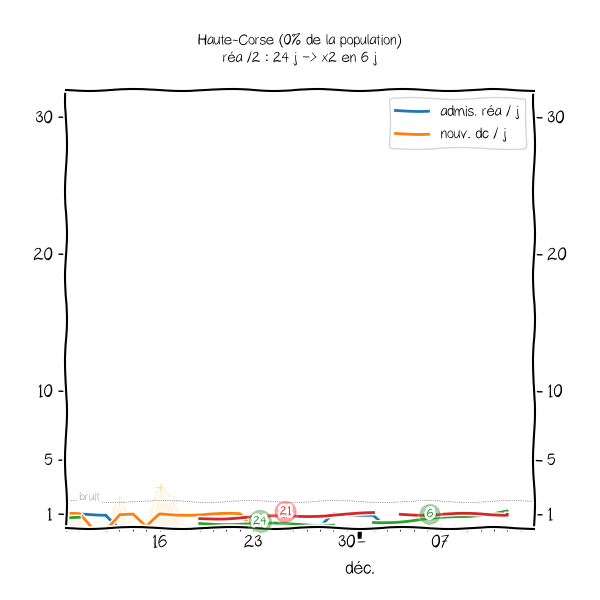 Haute-Corse (0% de la population)
réa /2 : 24 j -> x2 en 6 j
admis. réa / j
nouv. dc / j
30
30
20
20
10
10
5
5
... bruit
1
1
24
21
6
16
23
30
07
déc.